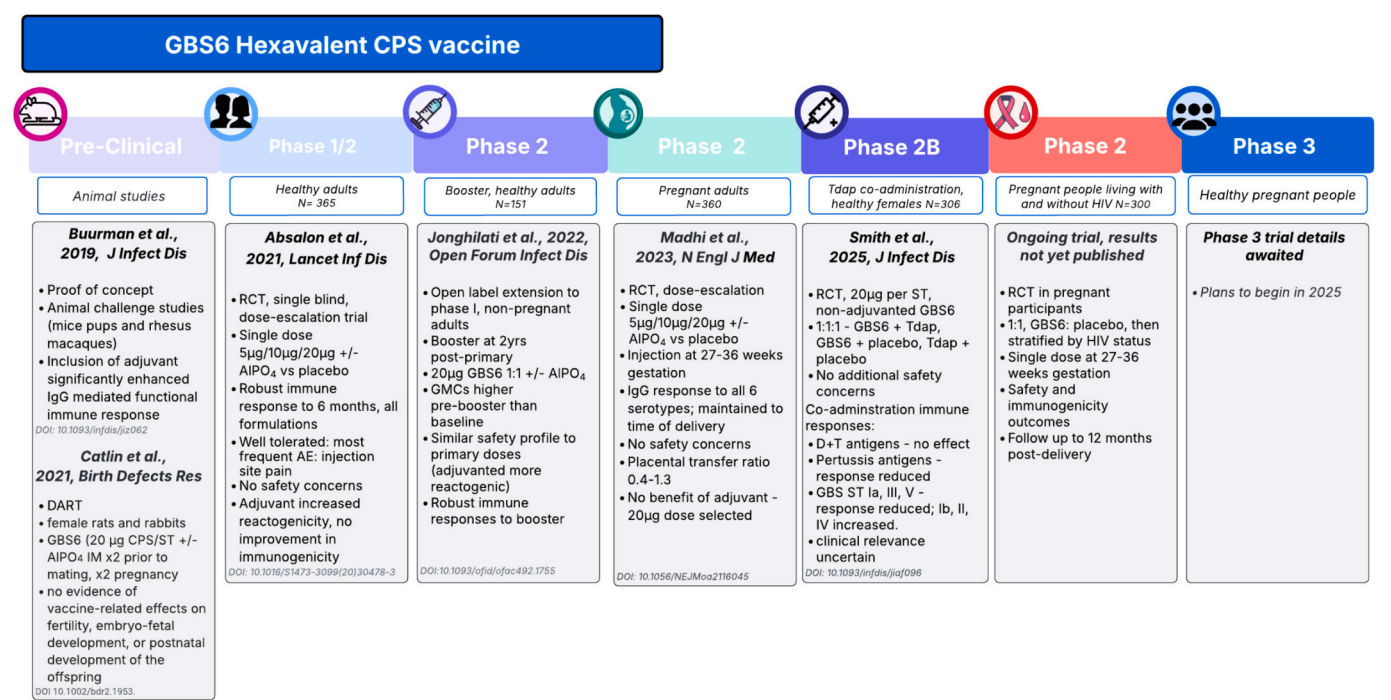 GBS6 Hexavalent CPS vaccine
Pre-Clinical
Animal studies
Buurman et al.,
2019, J Infect Dis
• Proof of concept
• Animal challenge studies
(mice pups and rhesus
macaques)
• Inclusion of adjuvant
significantly enhanced
IgG mediated functional
immune response
DOI: 10.1093/infdis/jiz062
Catlin et al.,
2021, Birth Defects Res
• DART
• female rats and rabbits
• GBS6 (20 µg CPS/ST +/-
AlPO4 IM x2 prior to
mating, x2 pregnancy
• no evidence of
vaccine-related effects on
fertility, embryo-fetal
development, or postnatal
development of the
offspring
DOI 10.1002/bdr2.1953.
Phase 1/2
Healthy adults
N= 365
Absalon et al.,
2021, Lancet Inf Dis
• RCT, single blind,
dose-escalation trial
• Single dose
5µg/10µg/20µg +/-
AlPO₄ vs placebo
• Robust immune
response to 6 months, all
formulations
• Well tolerated: most
frequent AE: injection
site pain
• No safety concerns
• Adjuvant increased
reactogenicity, no
improvement in
immunogenicity
DOI: 10.1016/S1473-3099(20)30478-3
Phase 2
Booster, healthy adults
N=151
Jonghilati et al., 2022,
Open Forum Infect Dis
• Open label extension to
phase I, non-pregnant
adults
• Booster at 2yrs
post-primary
• 20µg GBS6 1:1 +/- AlPO₄
• GMCs higher
pre-booster than
baseline
• Similar safety profile to
primary doses
(adjuvanted more
reactogenic)
• Robust immune
responses to booster
DOI:10.1093/ofid/ofac492.1755
Phase 2
Pregnant adults
N=360
Madhi et al.,
2023, N Engl J Med
• RCT, dose-escalation
• Single dose
5µg/10µg/20µg +/-
AlPO₄ vs placebo
• Injection at 27-36 weeks
gestation
• IgG response to all 6
serotypes; maintained to
time of delivery
• No safety concerns
• Placental transfer ratio
0.4-1.3
• No benefit of adjuvant -
20µg dose selected
DOI: 10.1056/NEJMoa2116045
Phase 2B
Tdap co-administration,
healthy females N=306
Smith et al.,
2025, J Infect Dis
• RCT, 20µg per ST,
non-adjuvanted GBS6
• 1:1:1 - GBS6 + Tdap,
GBS6 + placebo, Tdap +
placebo
• No additional safety
concerns
Co-adminstration immune
responses:
• D+T antigens - no effect
• Pertussis antigens -
response reduced
• GBS ST Ia, III, V -
response reduced; Ib, II,
IV increased.
• clinical relevance
uncertain
DOI: 10.1093/infdis/jiaf096
Phase 2
Pregnant people living with
and without HIV N=300
Ongoing trial, results
not yet published
• RCT in pregnant
participants
• 1:1, GBS6: placebo, then
stratified by HIV status
• Single dose at 27-36
weeks gestation
• Safety and
immunogenicity
outcomes
• Follow up to 12 months
post-delivery
Phase 3
Healthy pregnant people
Phase 3 trial details
awaited
• Plans to begin in 2025